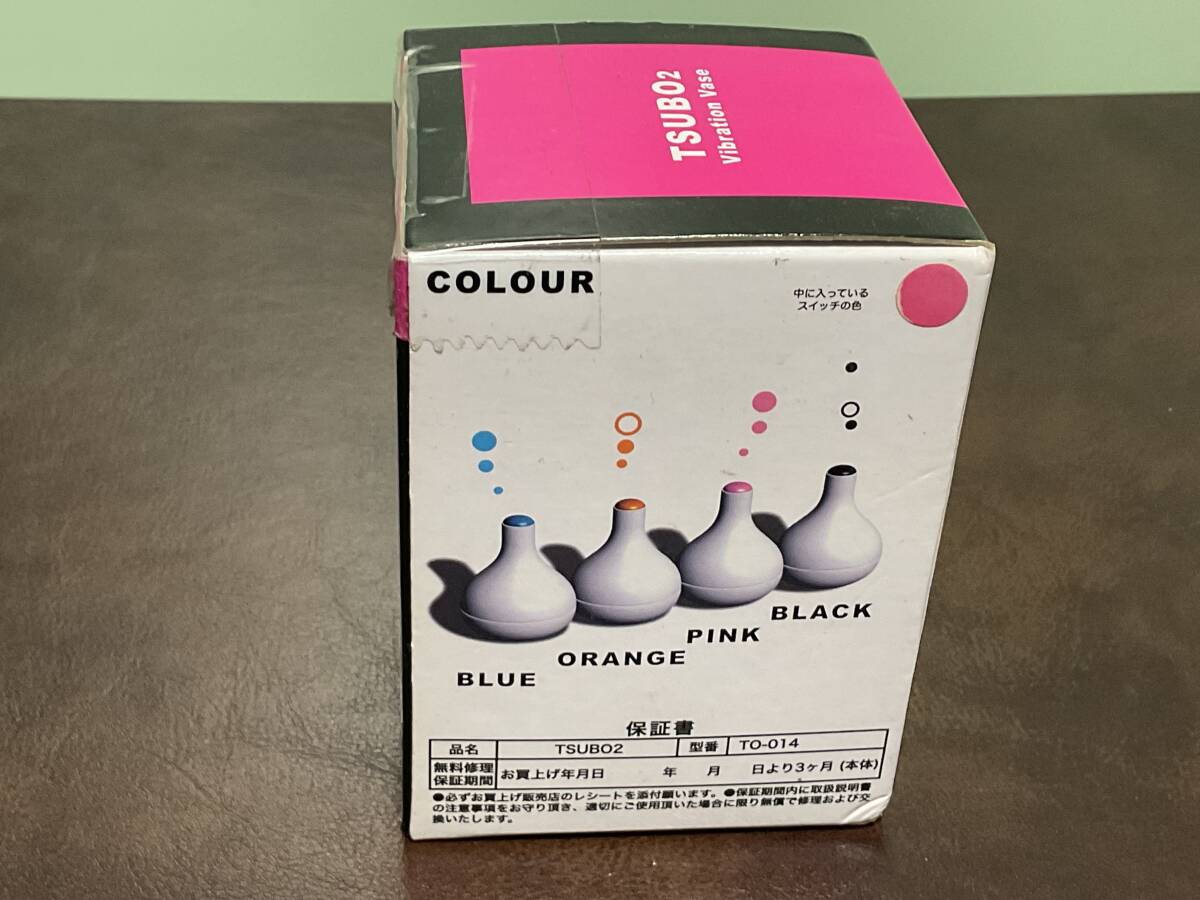 TSUBO2
Vibration Vase
COLOUR
中に入っている
スイッチの色
BLACK
PINK
ORANGE
BLUE
保証書
品名 TSUBO2 型番 TO-014
無料修理
保証期間 お買上げ年月日 年 月 日より3ヶ月 (本体)
●必ずお買上げ販売店のレシートを添付願います。●保証期間内に取扱説明書
の注意事項をお守り頂き、適切にご使用頂いた場合に限り無償で修理および交
換いたします。